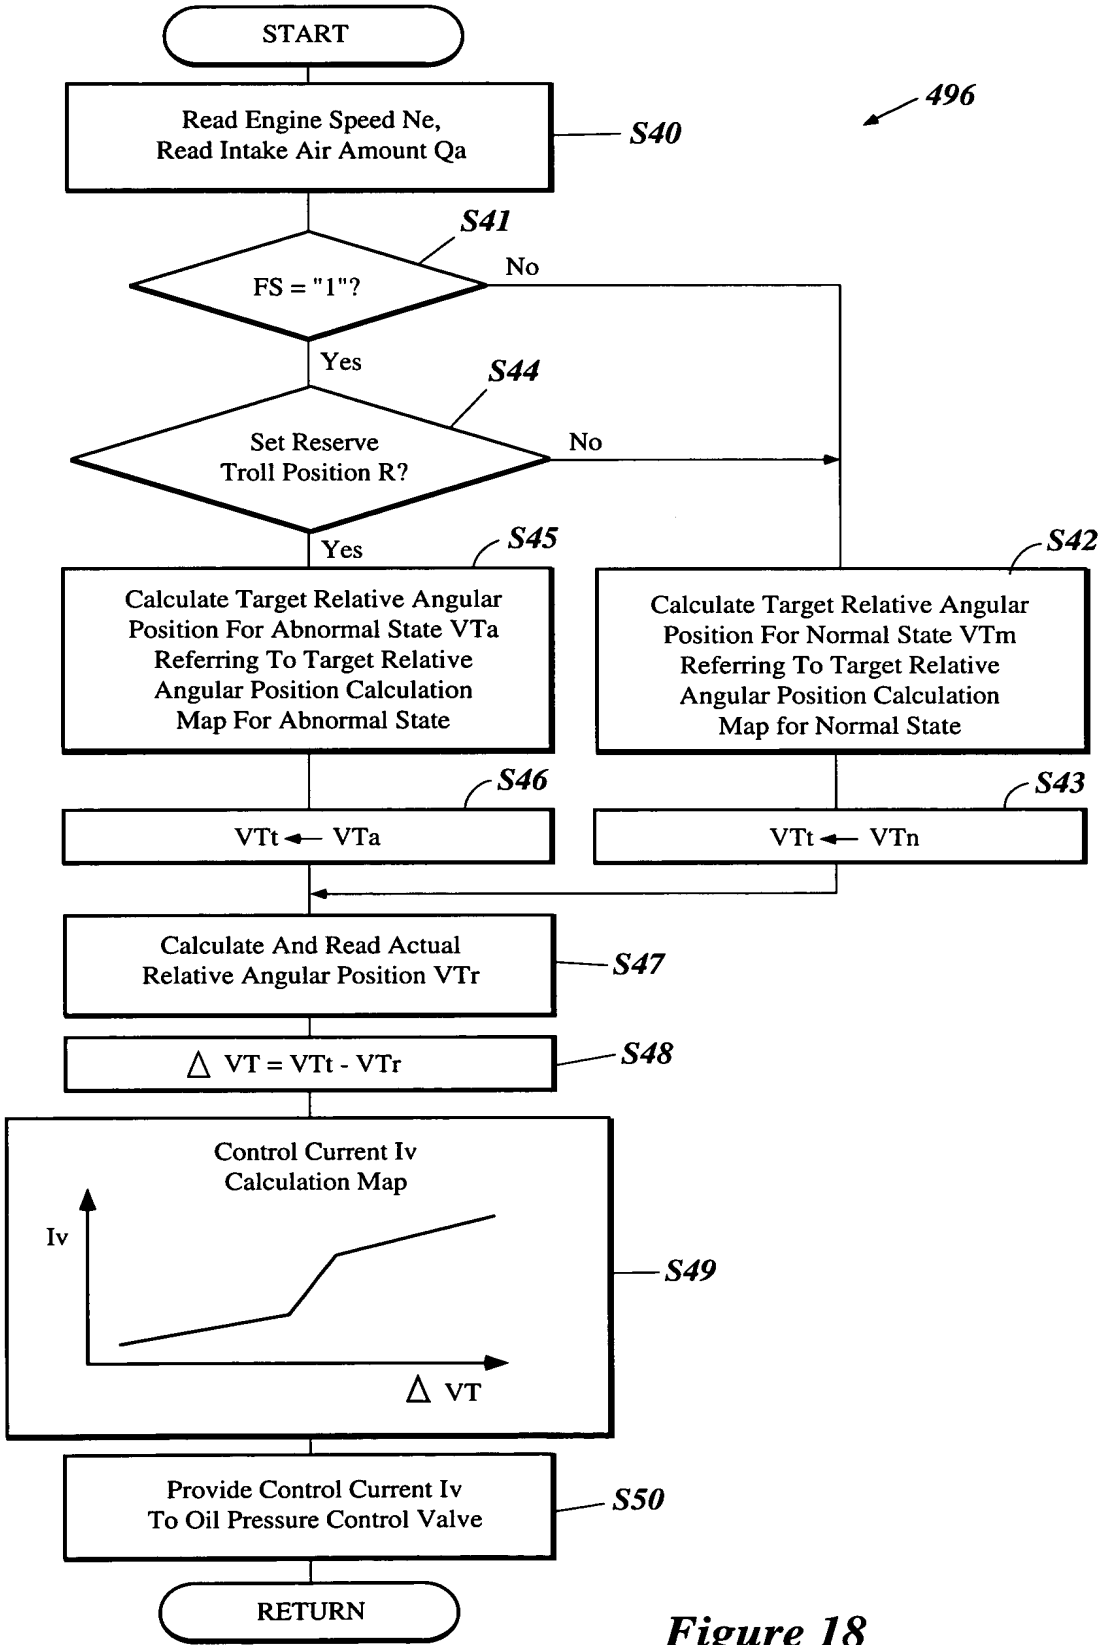 START
Read Engine Speed Ne,
Read Intake Air Amount Qa
S40
496
S41
FS = "1"?
No
Yes
S44
Set Reserve
Troll Position R?
No
Yes
S45
Calculate Target Relative Angular
Position For Abnormal State VTa
Referring To Target Relative
Angular Position Calculation
Map For Abnormal State
S42
Calculate Target Relative Angular
Position For Normal State VTm
Referring To Target Relative
Angular Position Calculation
Map for Normal State
S46
VTt ← VTa
S43
VTt ← VTn
Calculate And Read Actual
Relative Angular Position VTr
S47
Δ VT = VTt - VTr
S48
Control Current Iv
Calculation Map
Iv
Δ VT
S49
Provide Control Current Iv
To Oil Pressure Control Valve
S50
RETURN
Figure 18